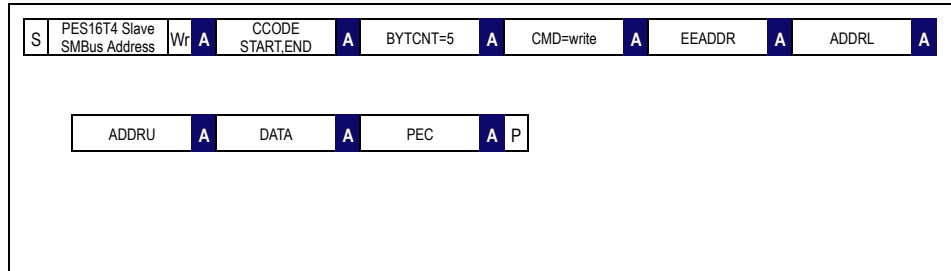 S PES16T4 Slave SMBus Address Wr A CCODE START,END A BYTCNT=5 A CMD=write A EEADDR A ADDRL A
ADDRU A DATA A PEC A P